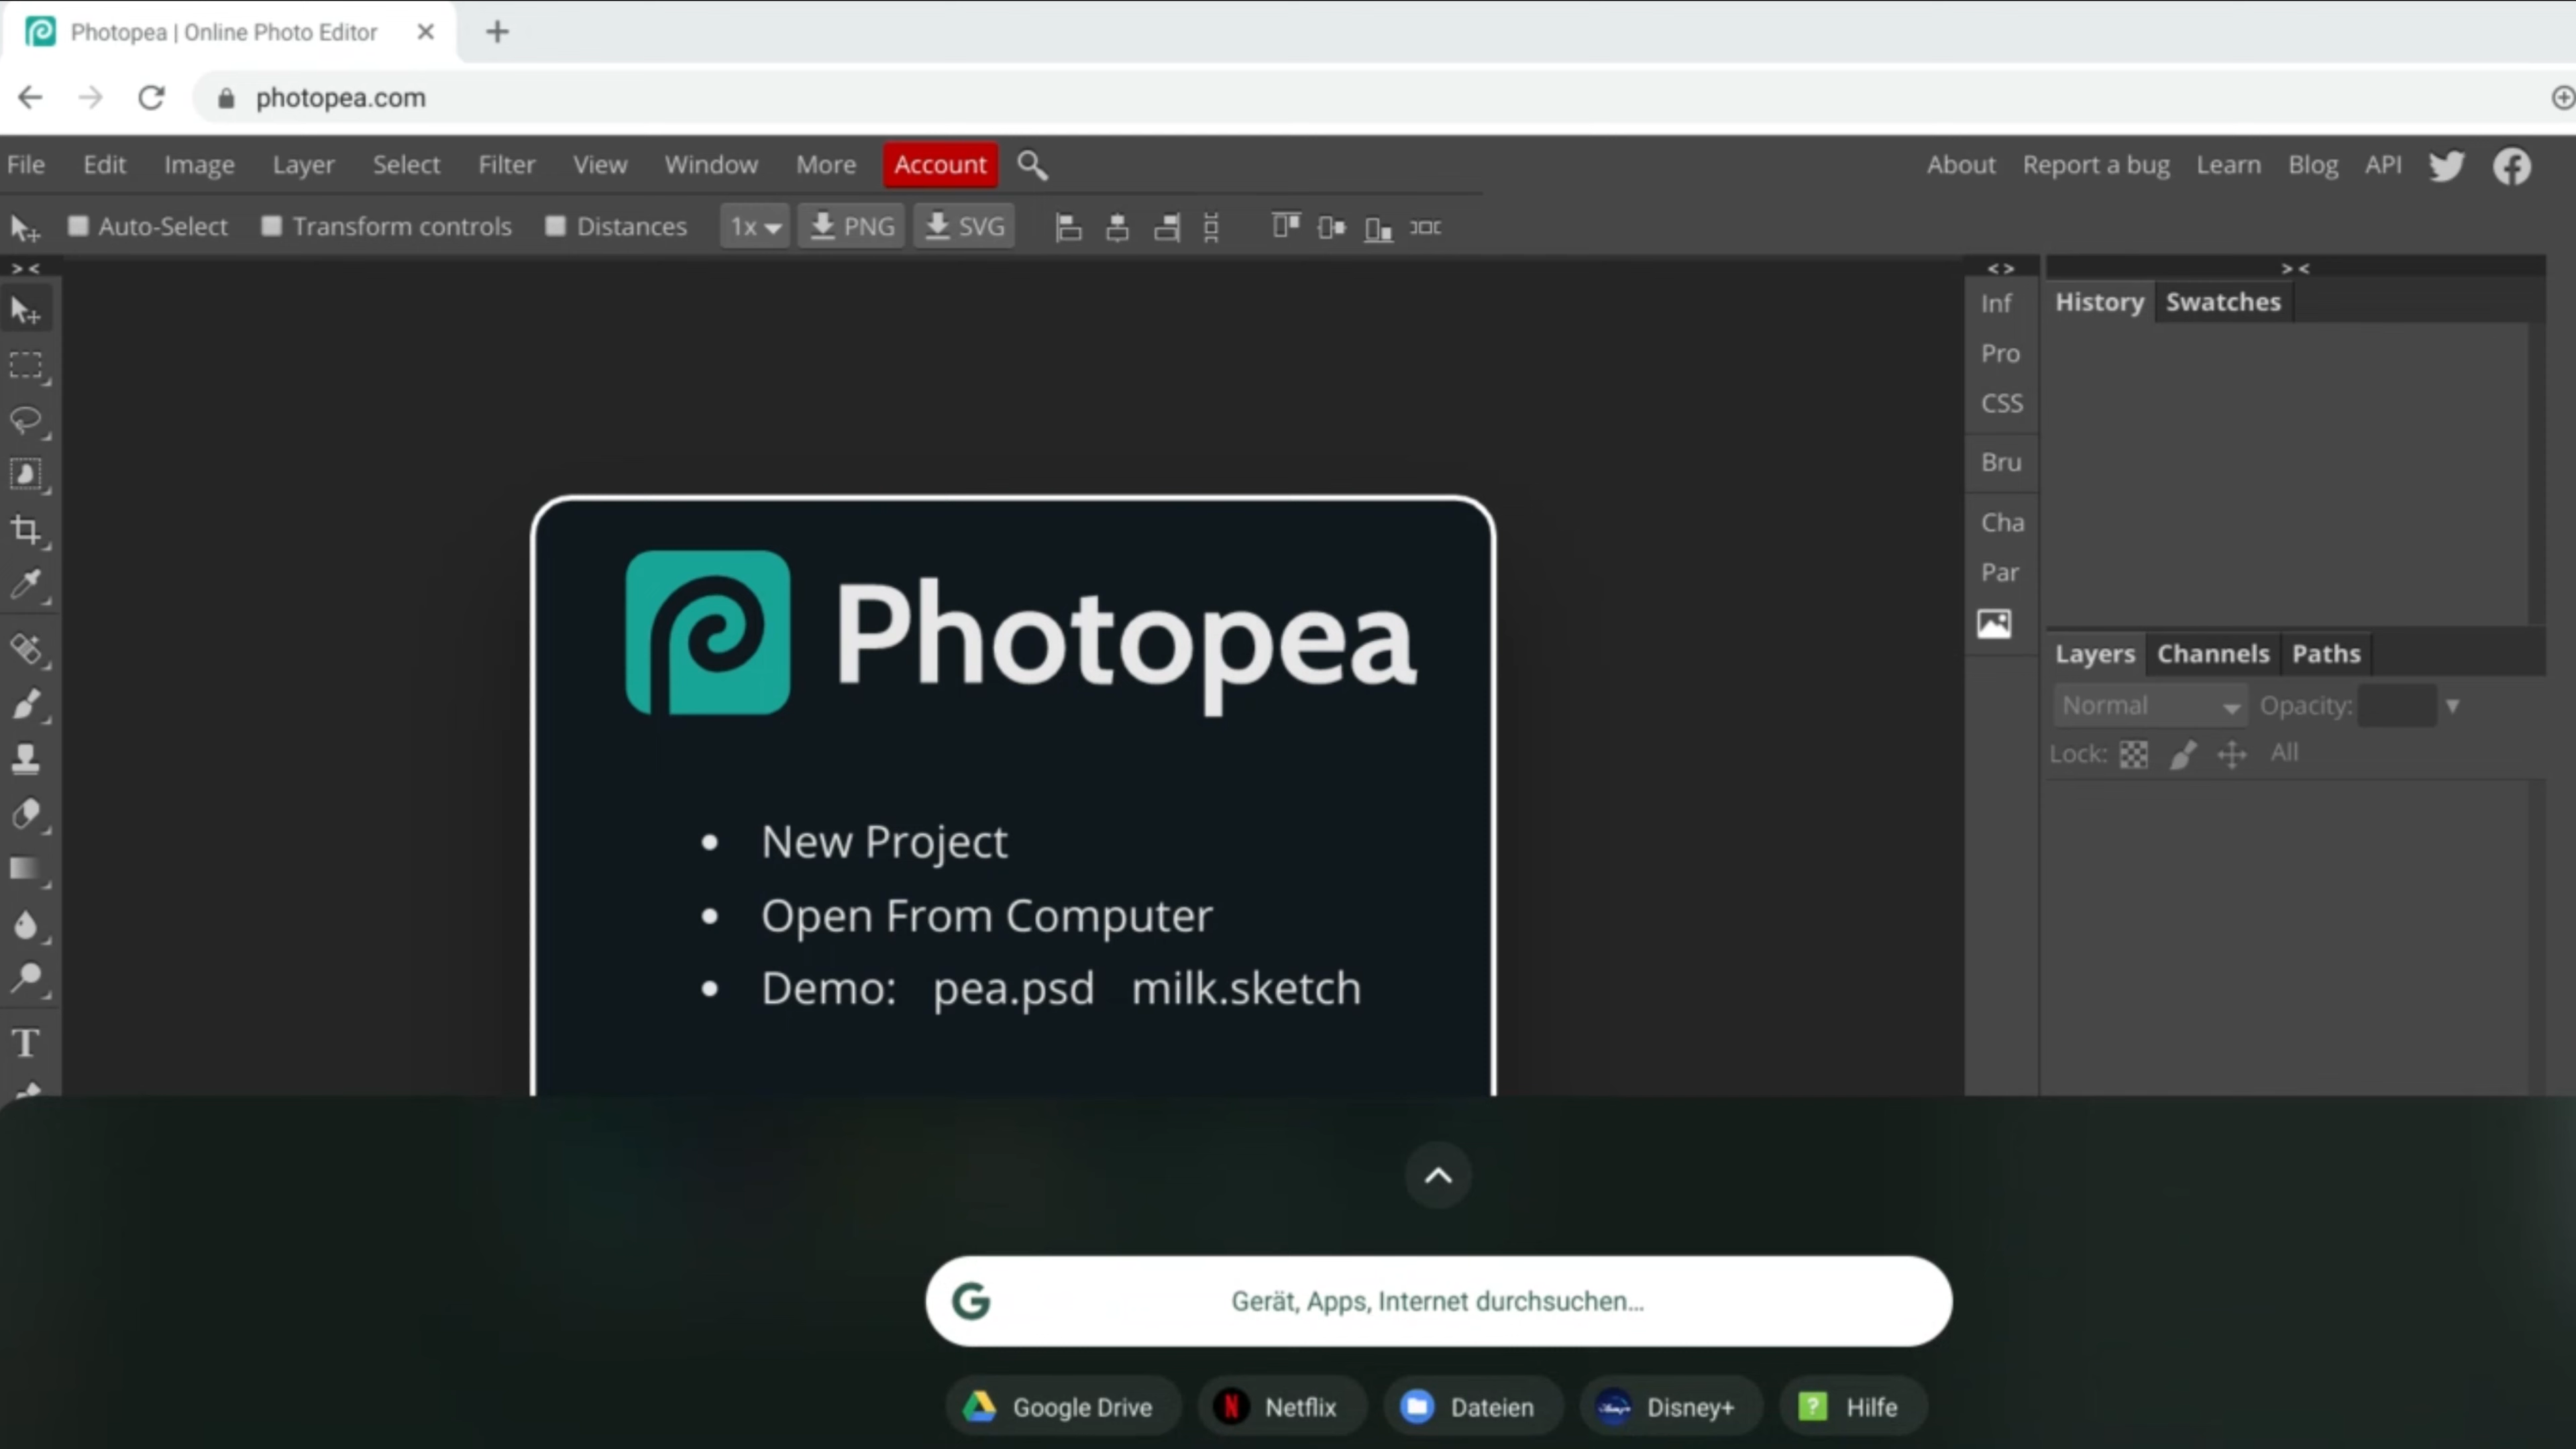 Photopea | Online Photo Editor
photopea.com
File Edit Image Layer Select Filter View Window More Account About Report a bug Learn Blog API
Auto-Select Transform controls Distances 1x PNG SVG
> < < > > <
Inf
Pro
CSS
Bru
Cha
Par
History Swatches
Layers Channels Paths
Normal Opacity:
Lock: All
Photopea
• New Project
• Open From Computer
• Demo: pea.psd milk.sketch
T
G Gerät, Apps, Internet durchsuchen...
Google Drive N Netflix Dateien Disney+ ? Hilfe